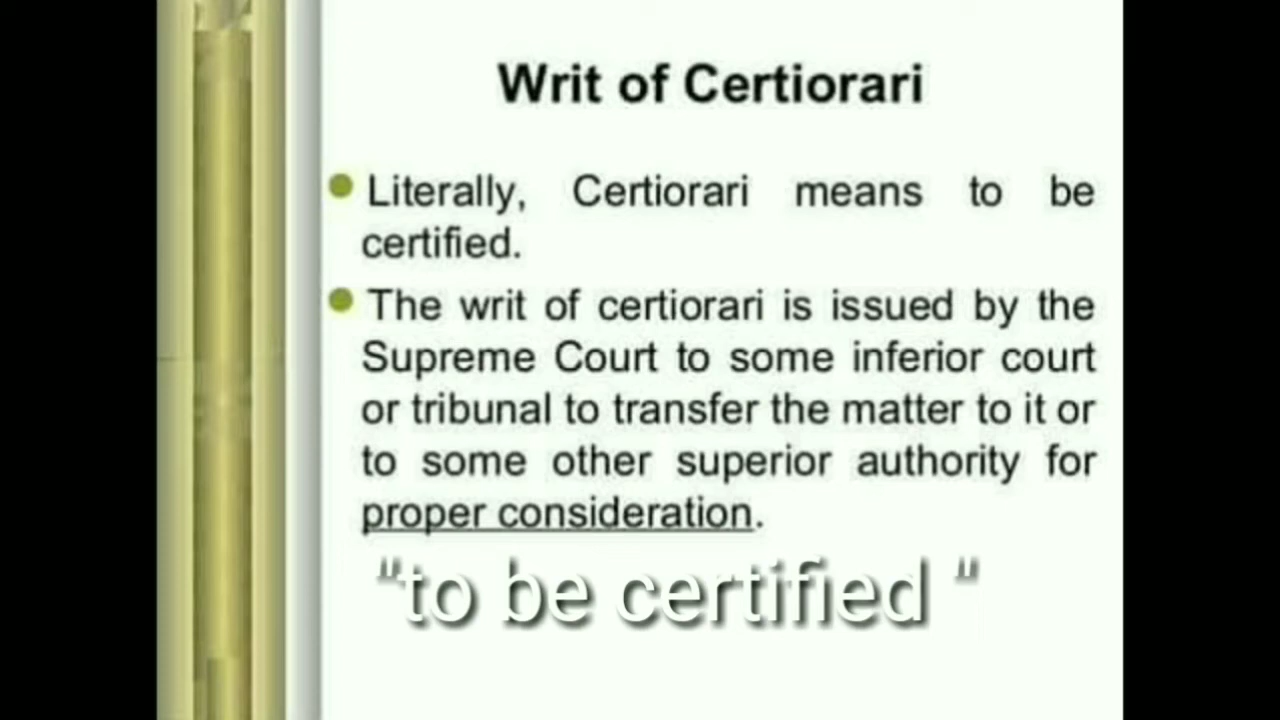 Writ of Certiorari
Literally, Certiorari means to be
certified.
The writ of certiorari is issued by the
Supreme Court to some inferior court
or tribunal to transfer the matter to it or
to some other superior authority for
proper consideration.
"to be certified "